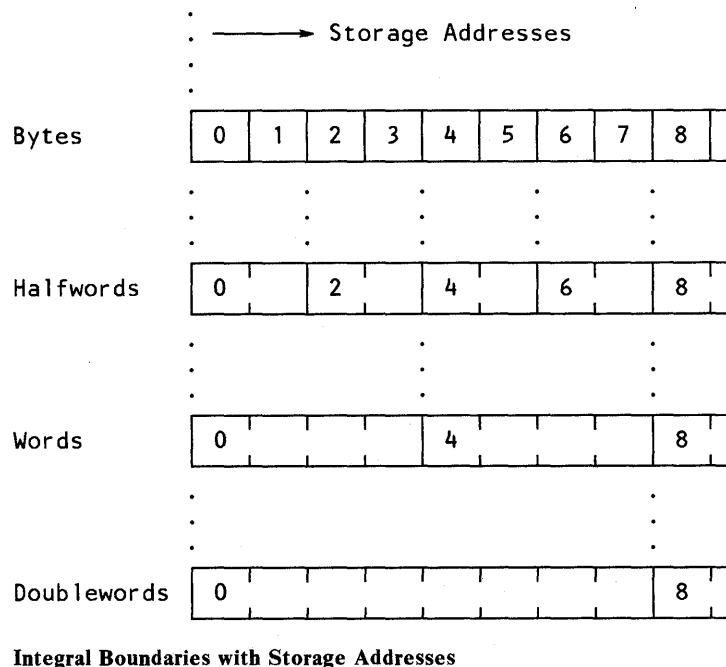 Storage Addresses
Bytes 0 1 2 3 4 5 6 7 8
Halfwords 0 2 4 6 8
Words 0 4 8
Doublewords 0 8
Integral Boundaries with Storage Addresses